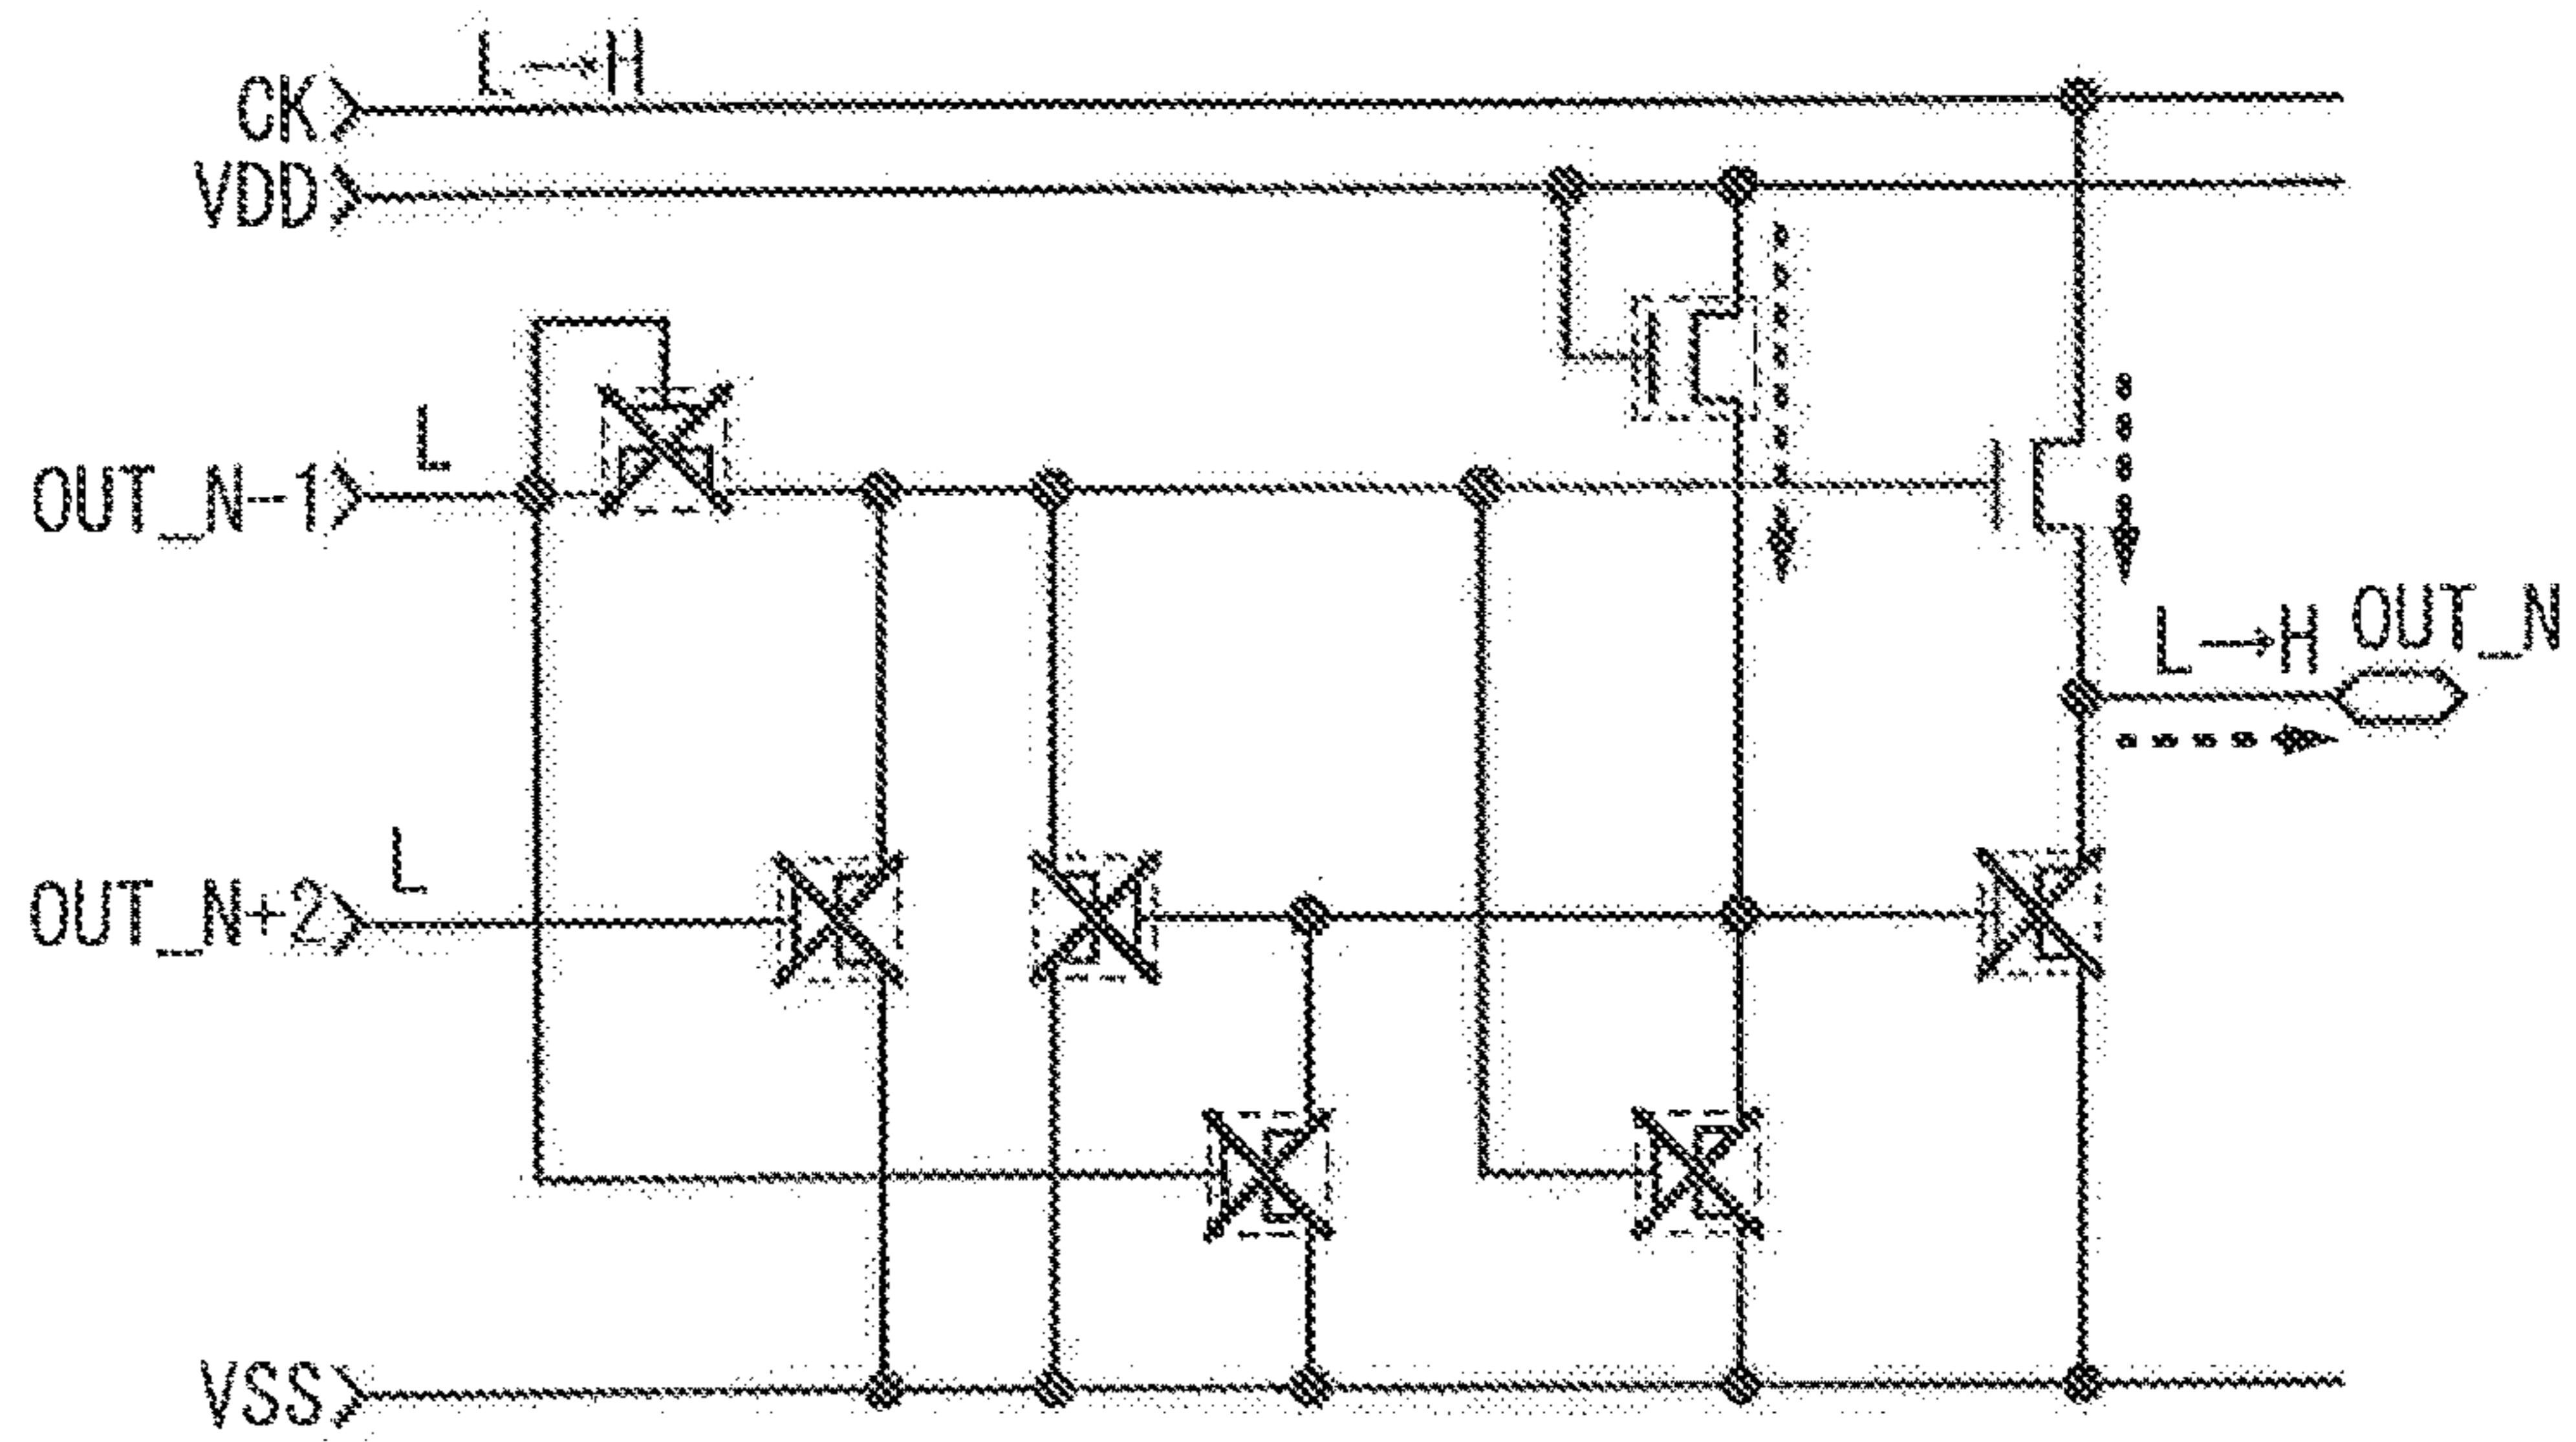 L→H
CK
VDD
L
OUT_N-1
L→H OUT_N
L
OUT_N+2
VSS